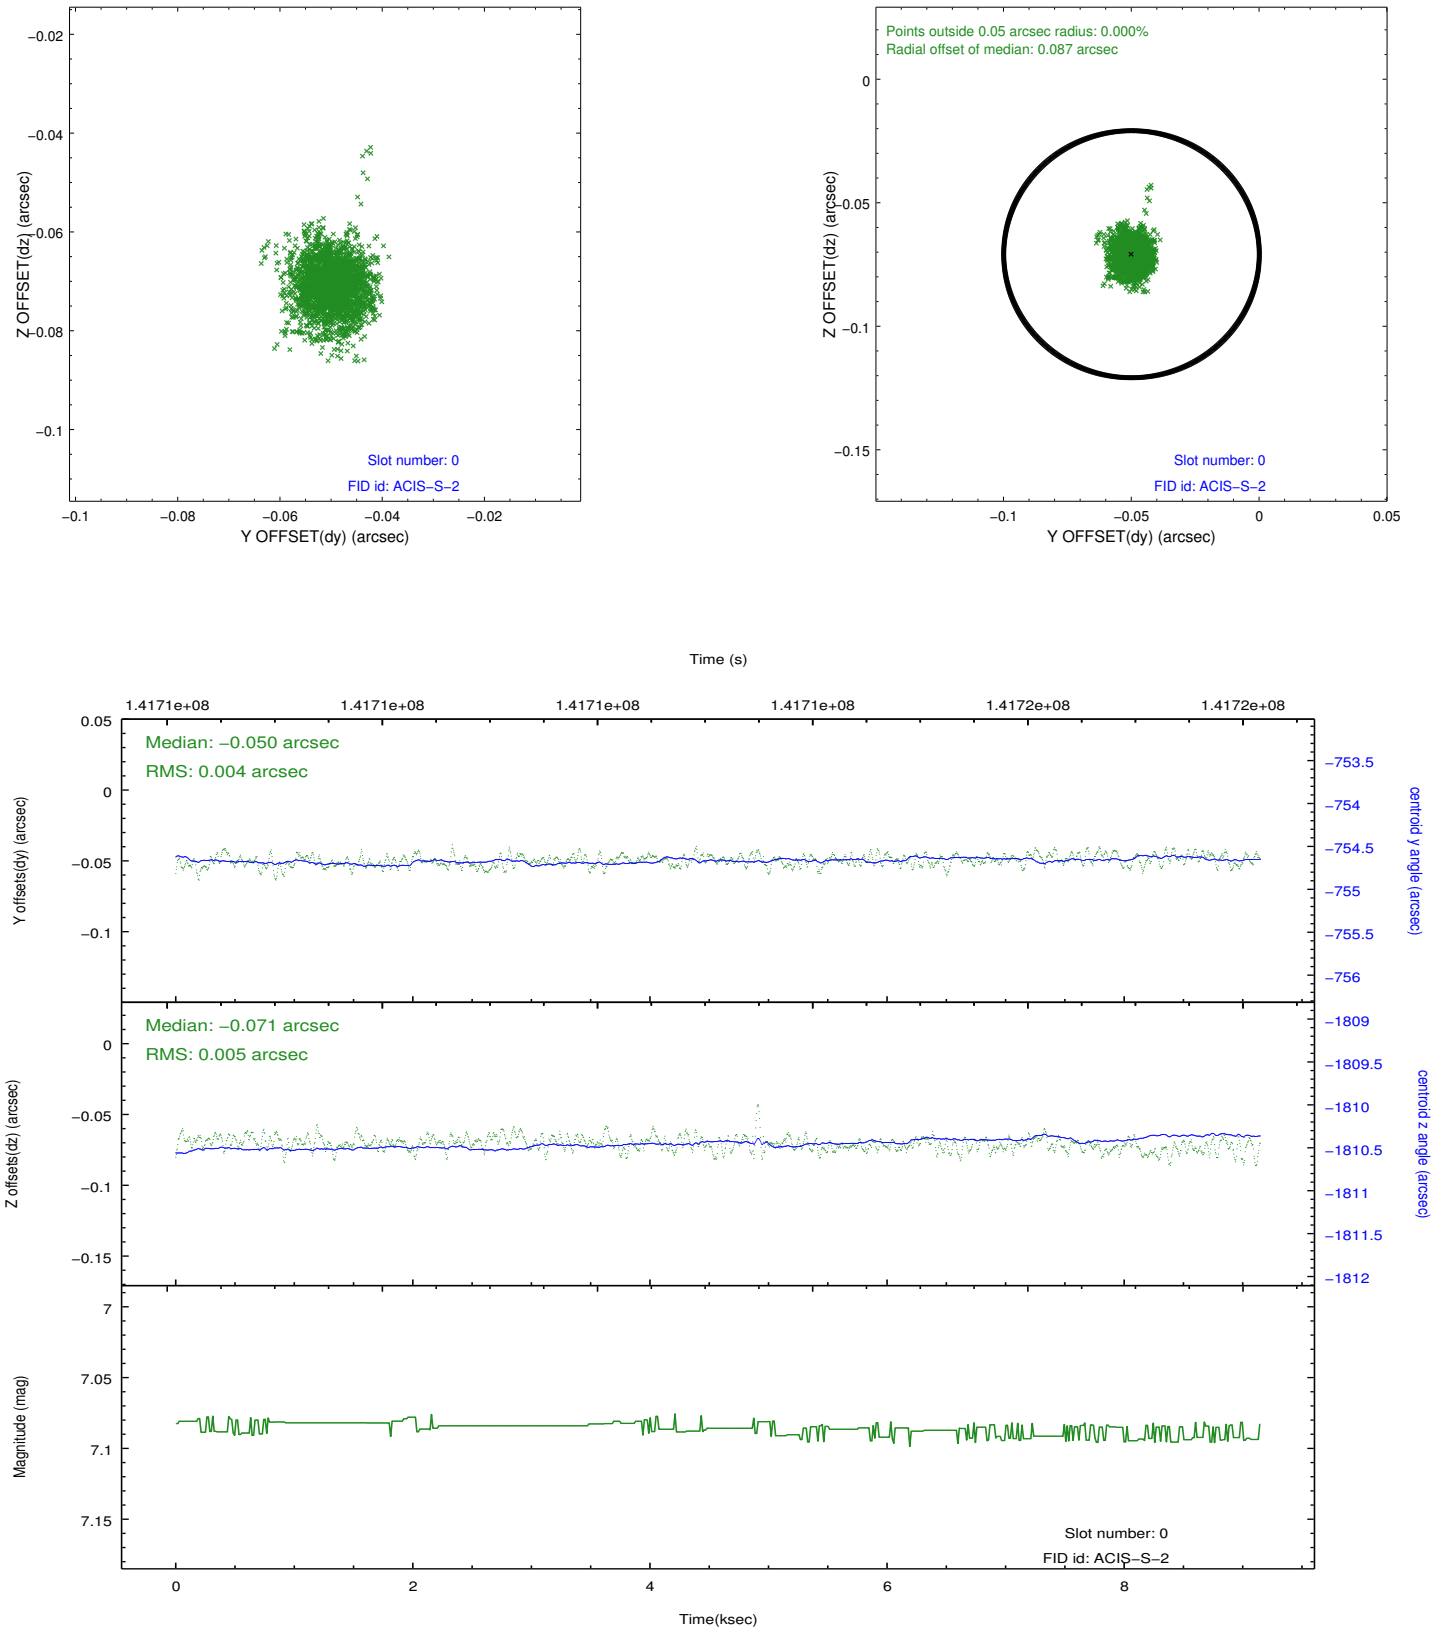 −0.02
−0.04
−0.06
−0.08
−0.1
Z OFFSET(dz) (arcsec)
Slot number: 0
FID id: ACIS−S−2
−0.1
−0.08
−0.06
−0.04
−0.02
Y OFFSET(dy) (arcsec)
Points outside 0.05 arcsec radius: 0.000%
Radial offset of median: 0.087 arcsec
0
−0.05
−0.1
−0.15
Z OFFSET(dz) (arcsec)
Slot number: 0
FID id: ACIS−S−2
−0.1
−0.05
0
0.05
Y OFFSET(dy) (arcsec)
Time (s)
1.4171e+08
1.4171e+08
1.4171e+08
1.4171e+08
1.4172e+08
1.4172e+08
0.05
0
−0.05
−0.1
Y offsets(dy) (arcsec)
Median: −0.050 arcsec
RMS: 0.004 arcsec
−753.5
−754
−754.5
−755
−755.5
−756
centroid y angle (arcsec)
0
−0.05
−0.1
−0.15
Z offsets(dz) (arcsec)
Median: −0.071 arcsec
RMS: 0.005 arcsec
−1809
−1809.5
−1810
−1810.5
−1811
−1811.5
−1812
centroid z angle (arcsec)
7
7.05
7.1
7.15
Magnitude (mag)
Slot number: 0
FID id: ACIS−S−2
0
2
4
6
8
Time(ksec)